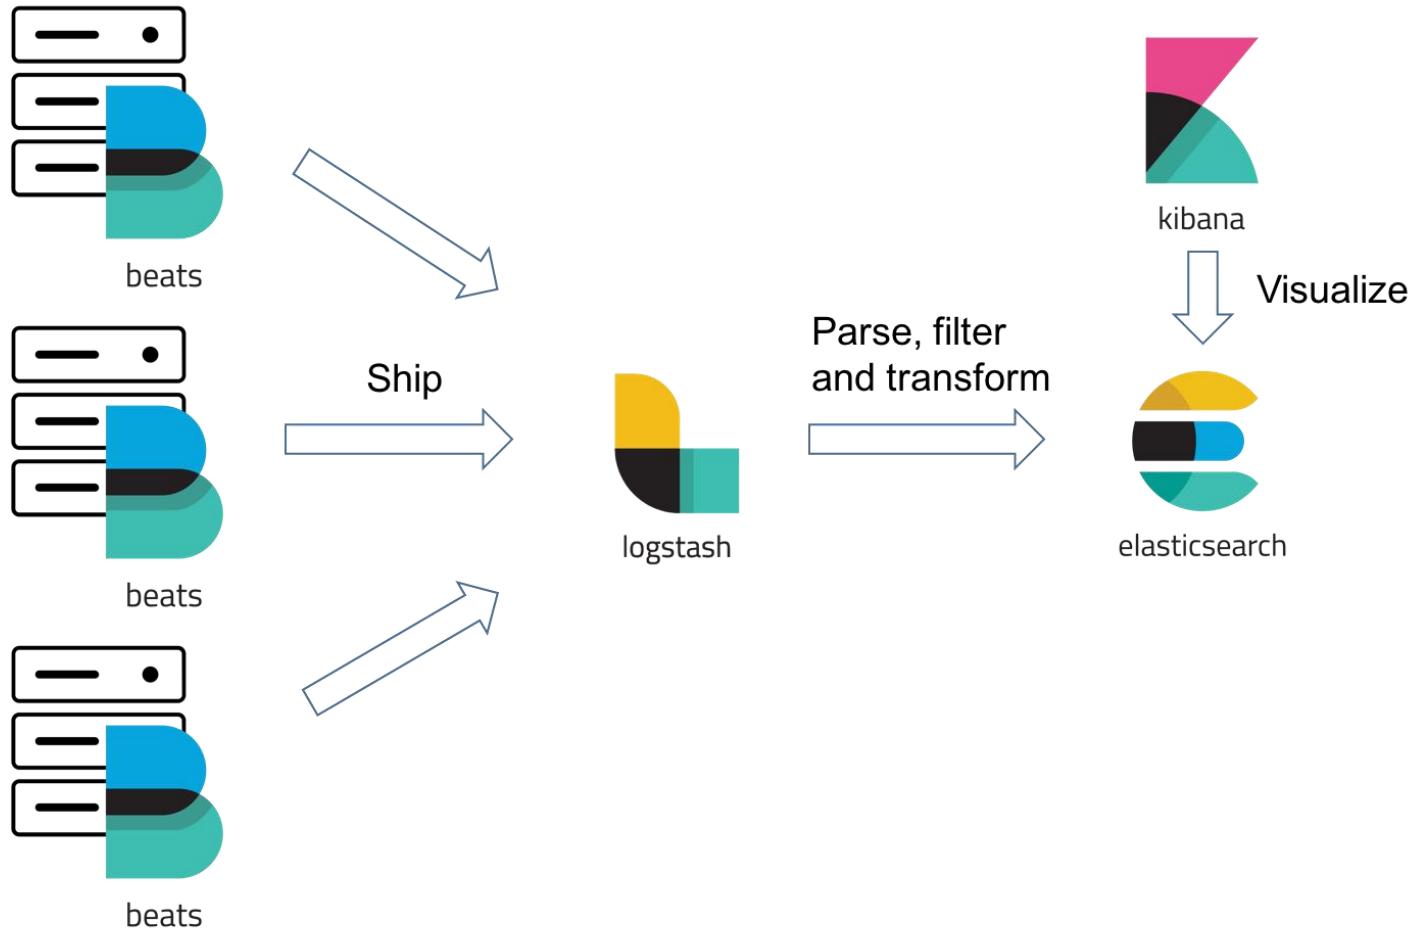 beats
beats
beats
Ship
logstash
Parse, filter
and transform
kibana
Visualize
elasticsearch